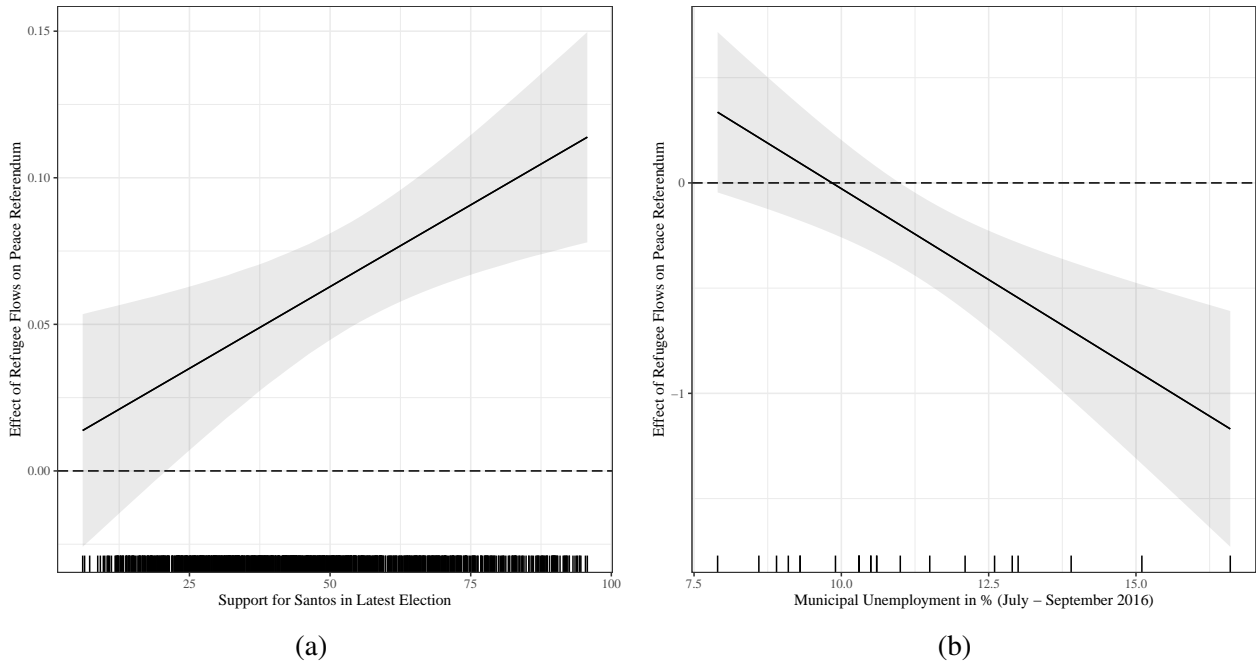 Effect of Refugee Flows on Peace Referendum
0.15
0.10
0.05
0.00
25
50
75
100
Support for Santos in Latest Election
(a)
Effect of Refugee Flows on Peace Referendum
0
−1
7.5
10.0
12.5
15.0
Municipal Unemployment in % (July − September 2016)
(b)